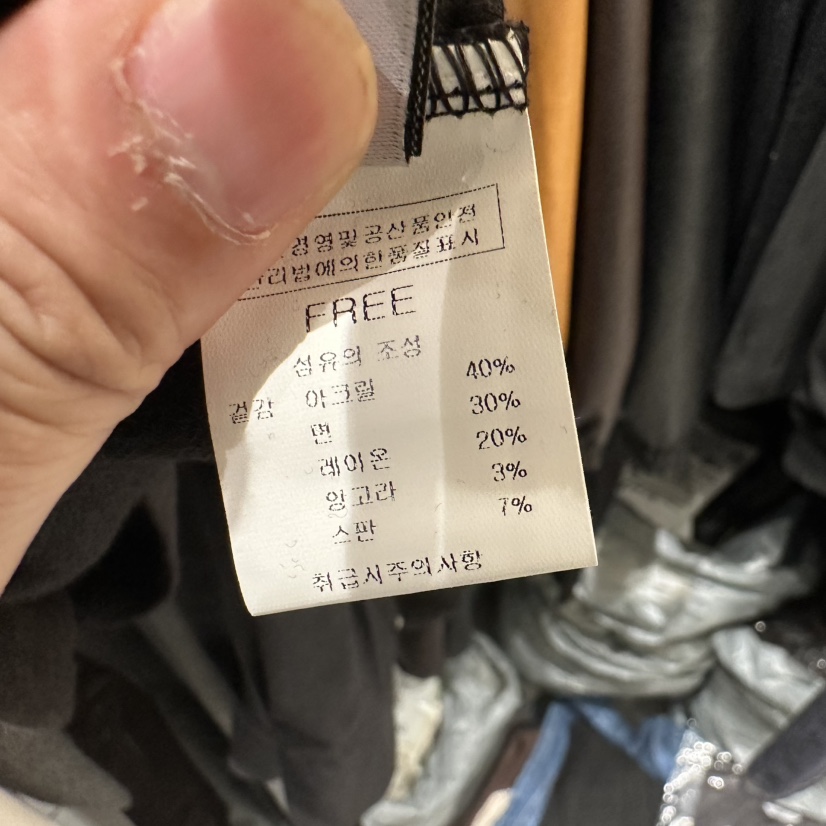 경영및공산품안전
관리법에의한품질표시
FREE
섬유의 조성
겉감 아크릴 40%
면 30%
레이온 20%
앙고라 3%
스판 7%
취급시주의사항